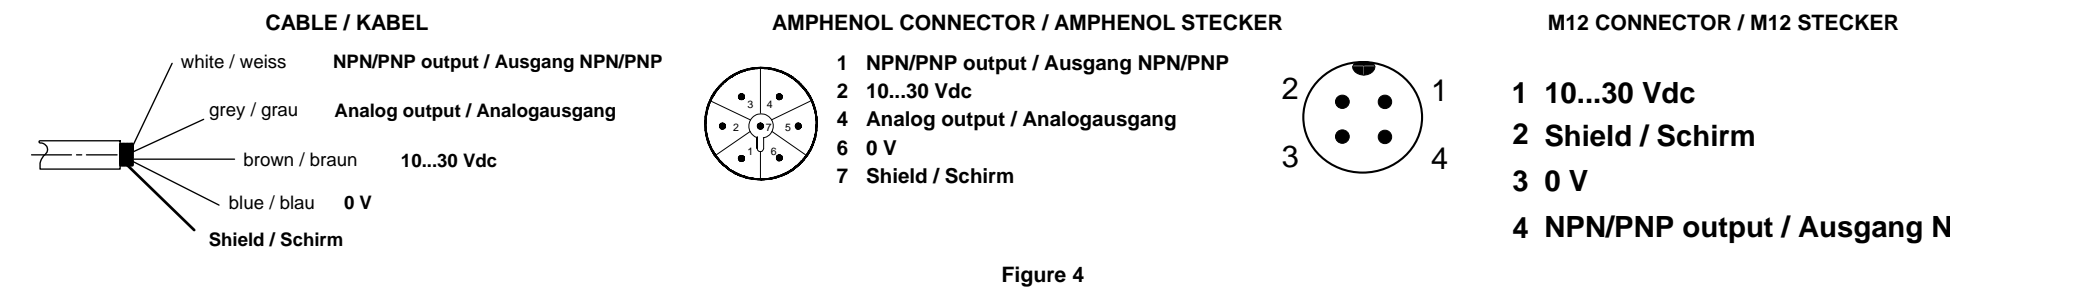 CABLE / KABEL
white / weiss NPN/PNP output / Ausgang NPN/PNP
grey / grau Analog output / Analogausgang
brown / braun 10...30 Vdc
blue / blau 0 V
Shield / Schirm
AMPHENOL CONNECTOR / AMPHENOL STECKER
3 4
2 7 5
1 6
1 NPN/PNP output / Ausgang NPN/PNP
2 10...30 Vdc
4 Analog output / Analogausgang
6 0 V
7 Shield / Schirm
M12 CONNECTOR / M12 STECKER
2 1
3 4
1 10...30 Vdc
2 Shield / Schirm
3 0 V
4 NPN/PNP output / Ausgang N
Figure 4